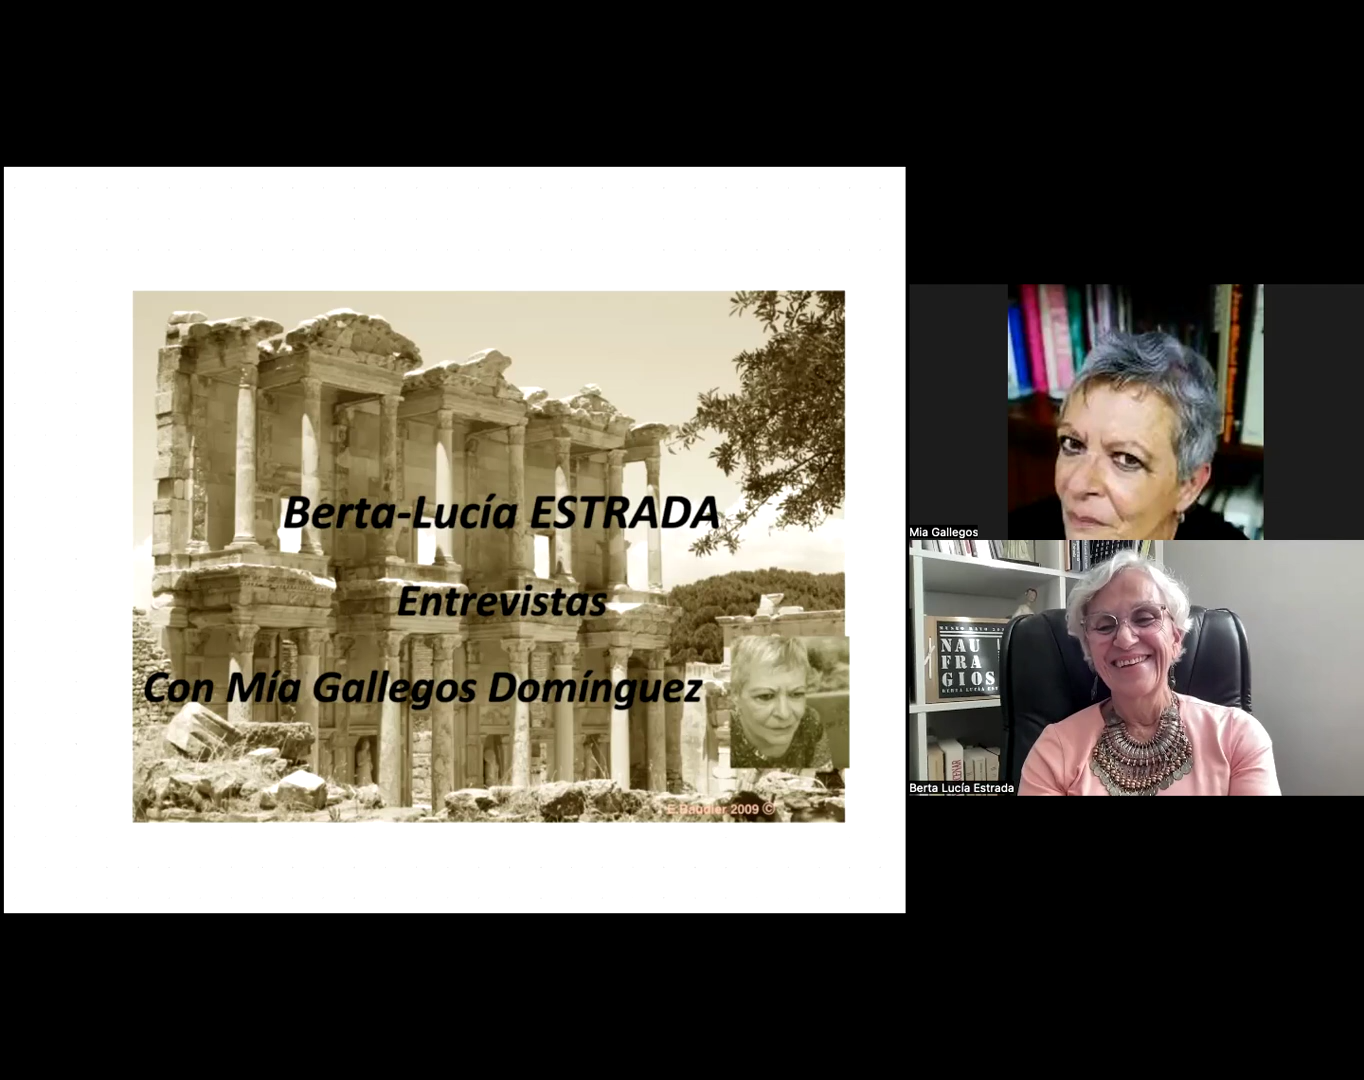 Berta-Lucía ESTRADA
Entrevistas
Con Mía Gallegos Domínguez
E.Baudier 2009 ©
Mia Gallegos
NAU
FRA
GIOS
Berta Lucía Estrada